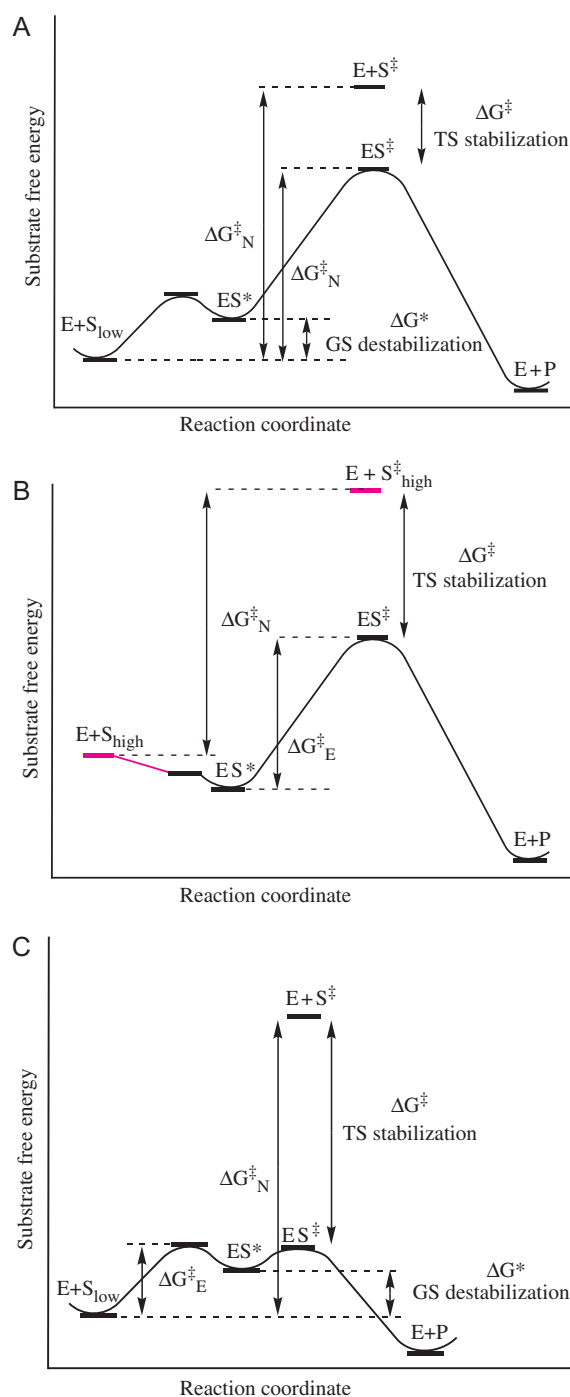 A
E+S‡
ΔG‡
TS stabilization
ES‡
ΔG‡N
ΔG‡N
ES*
E+Slow
ΔG*
GS destabilization
E+P
Substrate free energy
Reaction coordinate
B
E + S‡high
ΔG‡
TS stabilization
ES‡
ΔG‡N
E+Shigh
ES*
ΔG‡E
E+P
Substrate free energy
Reaction coordinate
C
E+S‡
ΔG‡
TS stabilization
ΔG‡N
ES*
ES‡
E+Slow
ΔG‡E
ΔG*
GS destabilization
E+P
Substrate free energy
Reaction coordinate